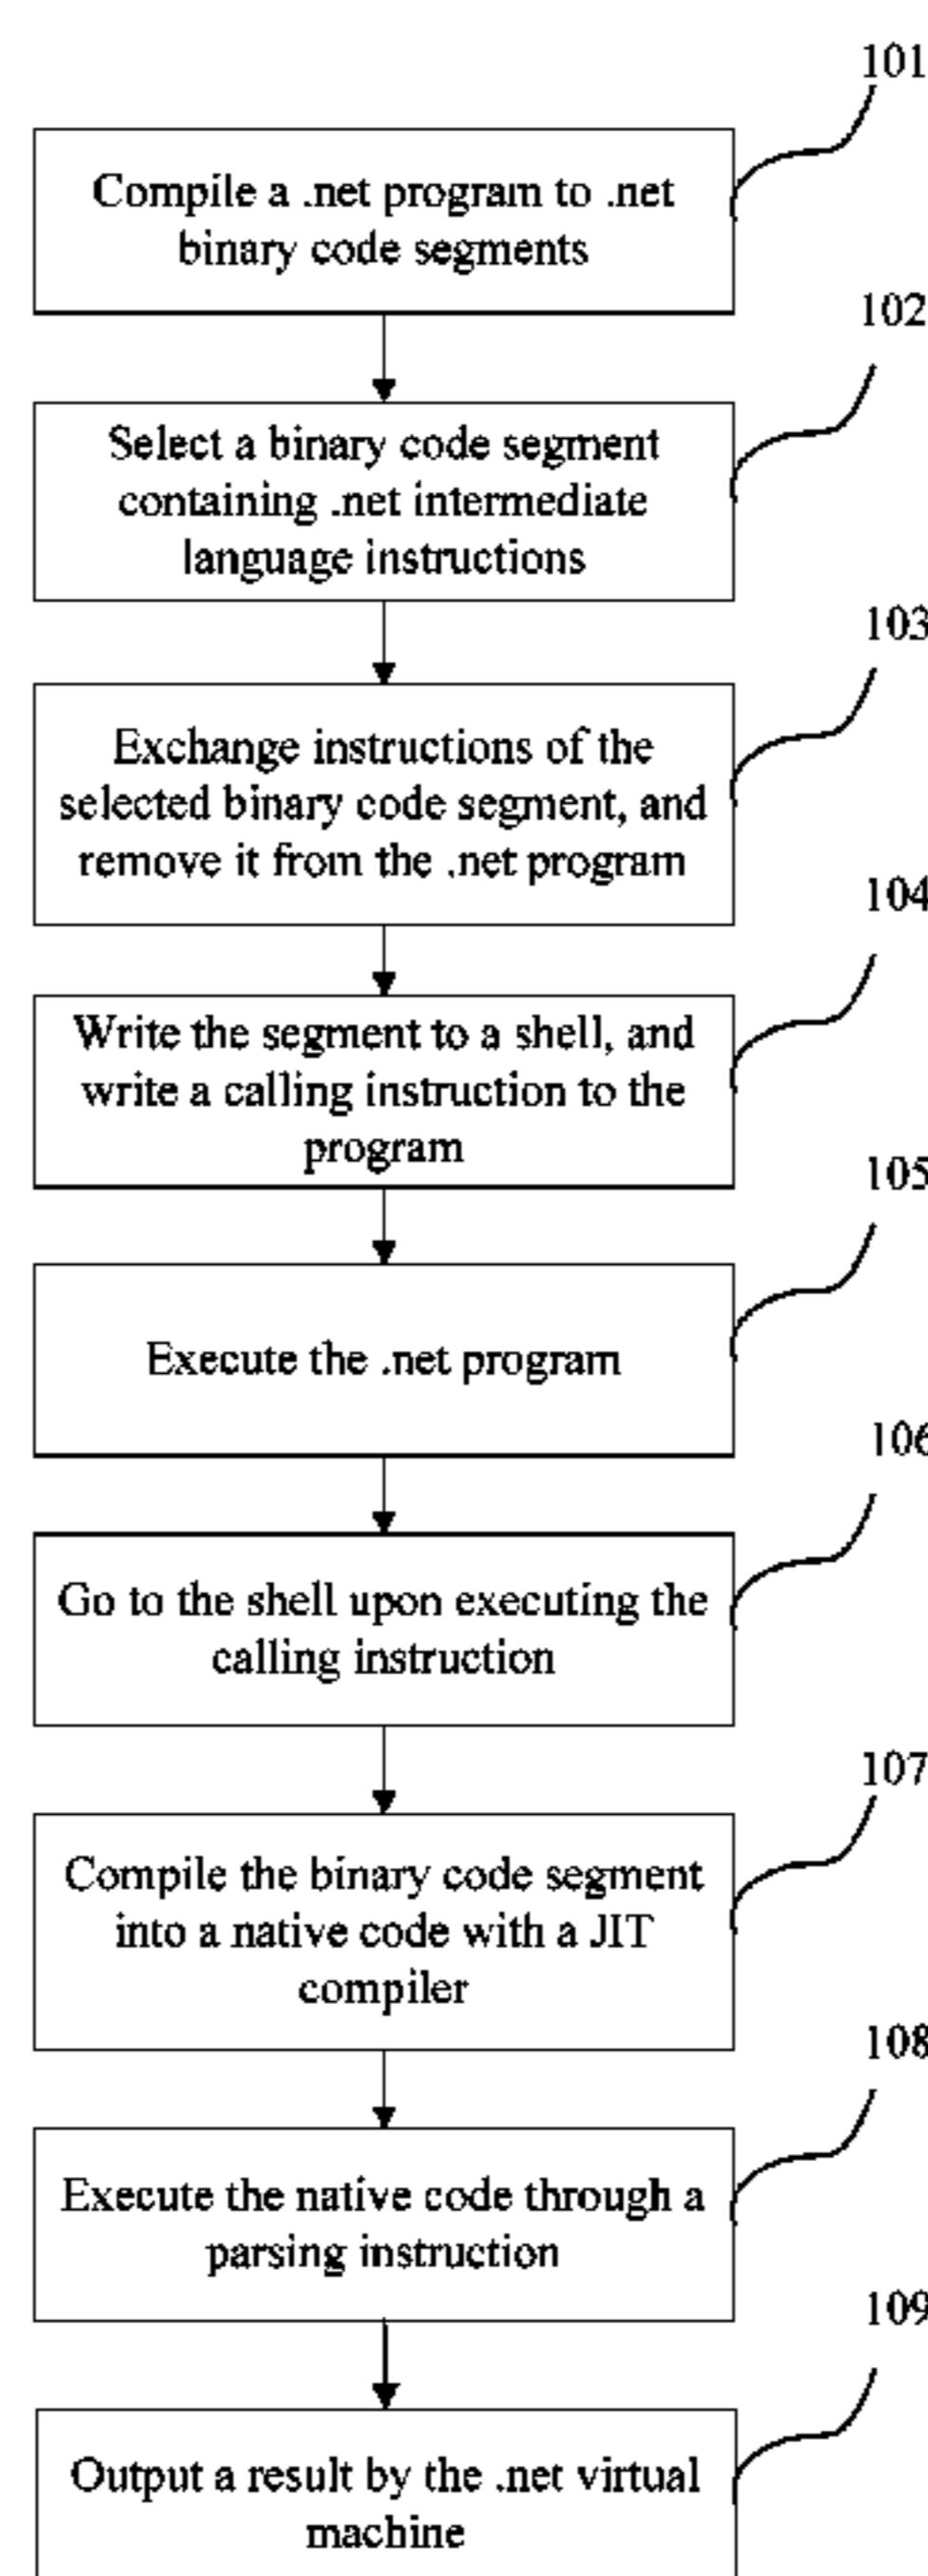 101
Compile a .net program to .net
binary code segments
102
Select a binary code segment
containing .net intermediate
language instructions
103
Exchange instructions of the
selected binary code segment, and
remove it from the .net program
104
Write the segment to a shell, and
write a calling instruction to the
program
105
Execute the .net program
106
Go to the shell upon executing the
calling instruction
107
Compile the binary code segment
into a native code with a JIT
compiler
108
Execute the native code through a
parsing instruction
109
Output a result by the .net virtual
machine